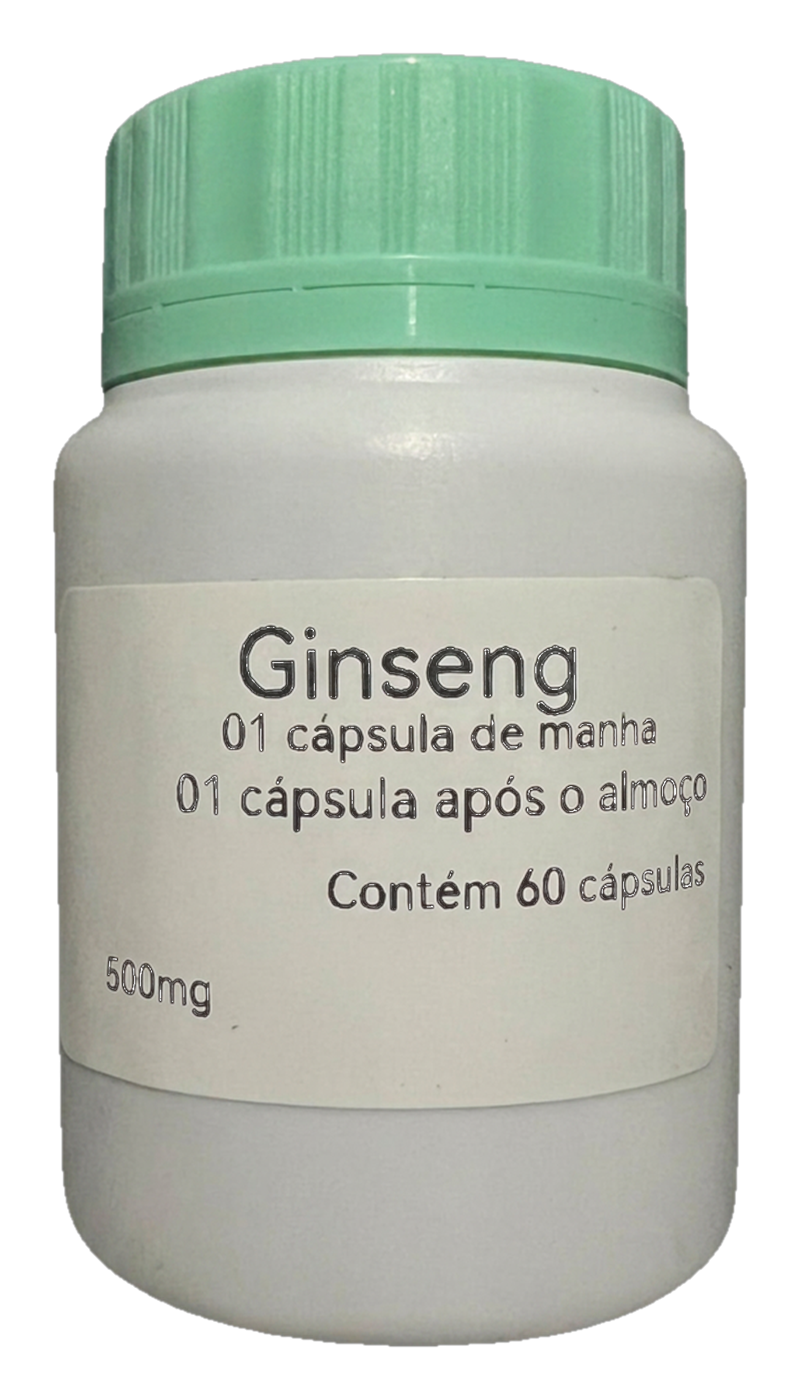 Ginseng
01 cápsula de manha
01 cápsula após o almoço
Contém 60 cápsulas
500mg